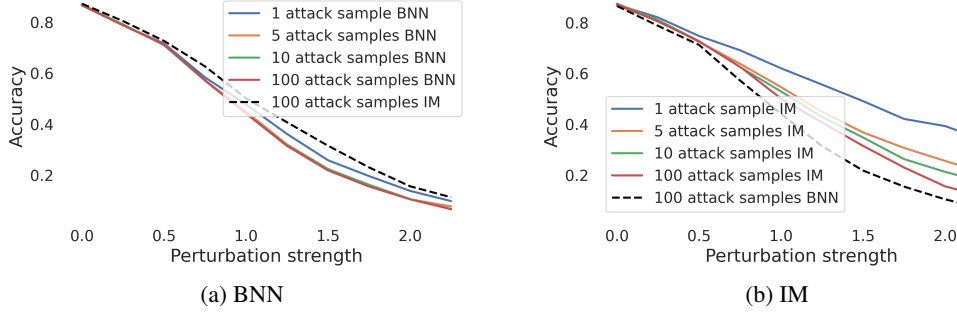 Accuracy
0.8
0.6
0.4
0.2
0.0
0.5
1.0
1.5
2.0
Perturbation strength
1 attack sample BNN
5 attack samples BNN
10 attack samples BNN
100 attack samples BNN
100 attack samples IM
(a) BNN
Accuracy
0.8
0.6
0.4
0.2
0.0
0.5
1.0
1.5
2.0
Perturbation strength
1 attack sample IM
5 attack samples IM
10 attack samples IM
100 attack samples IM
100 attack samples BNN
(b) IM